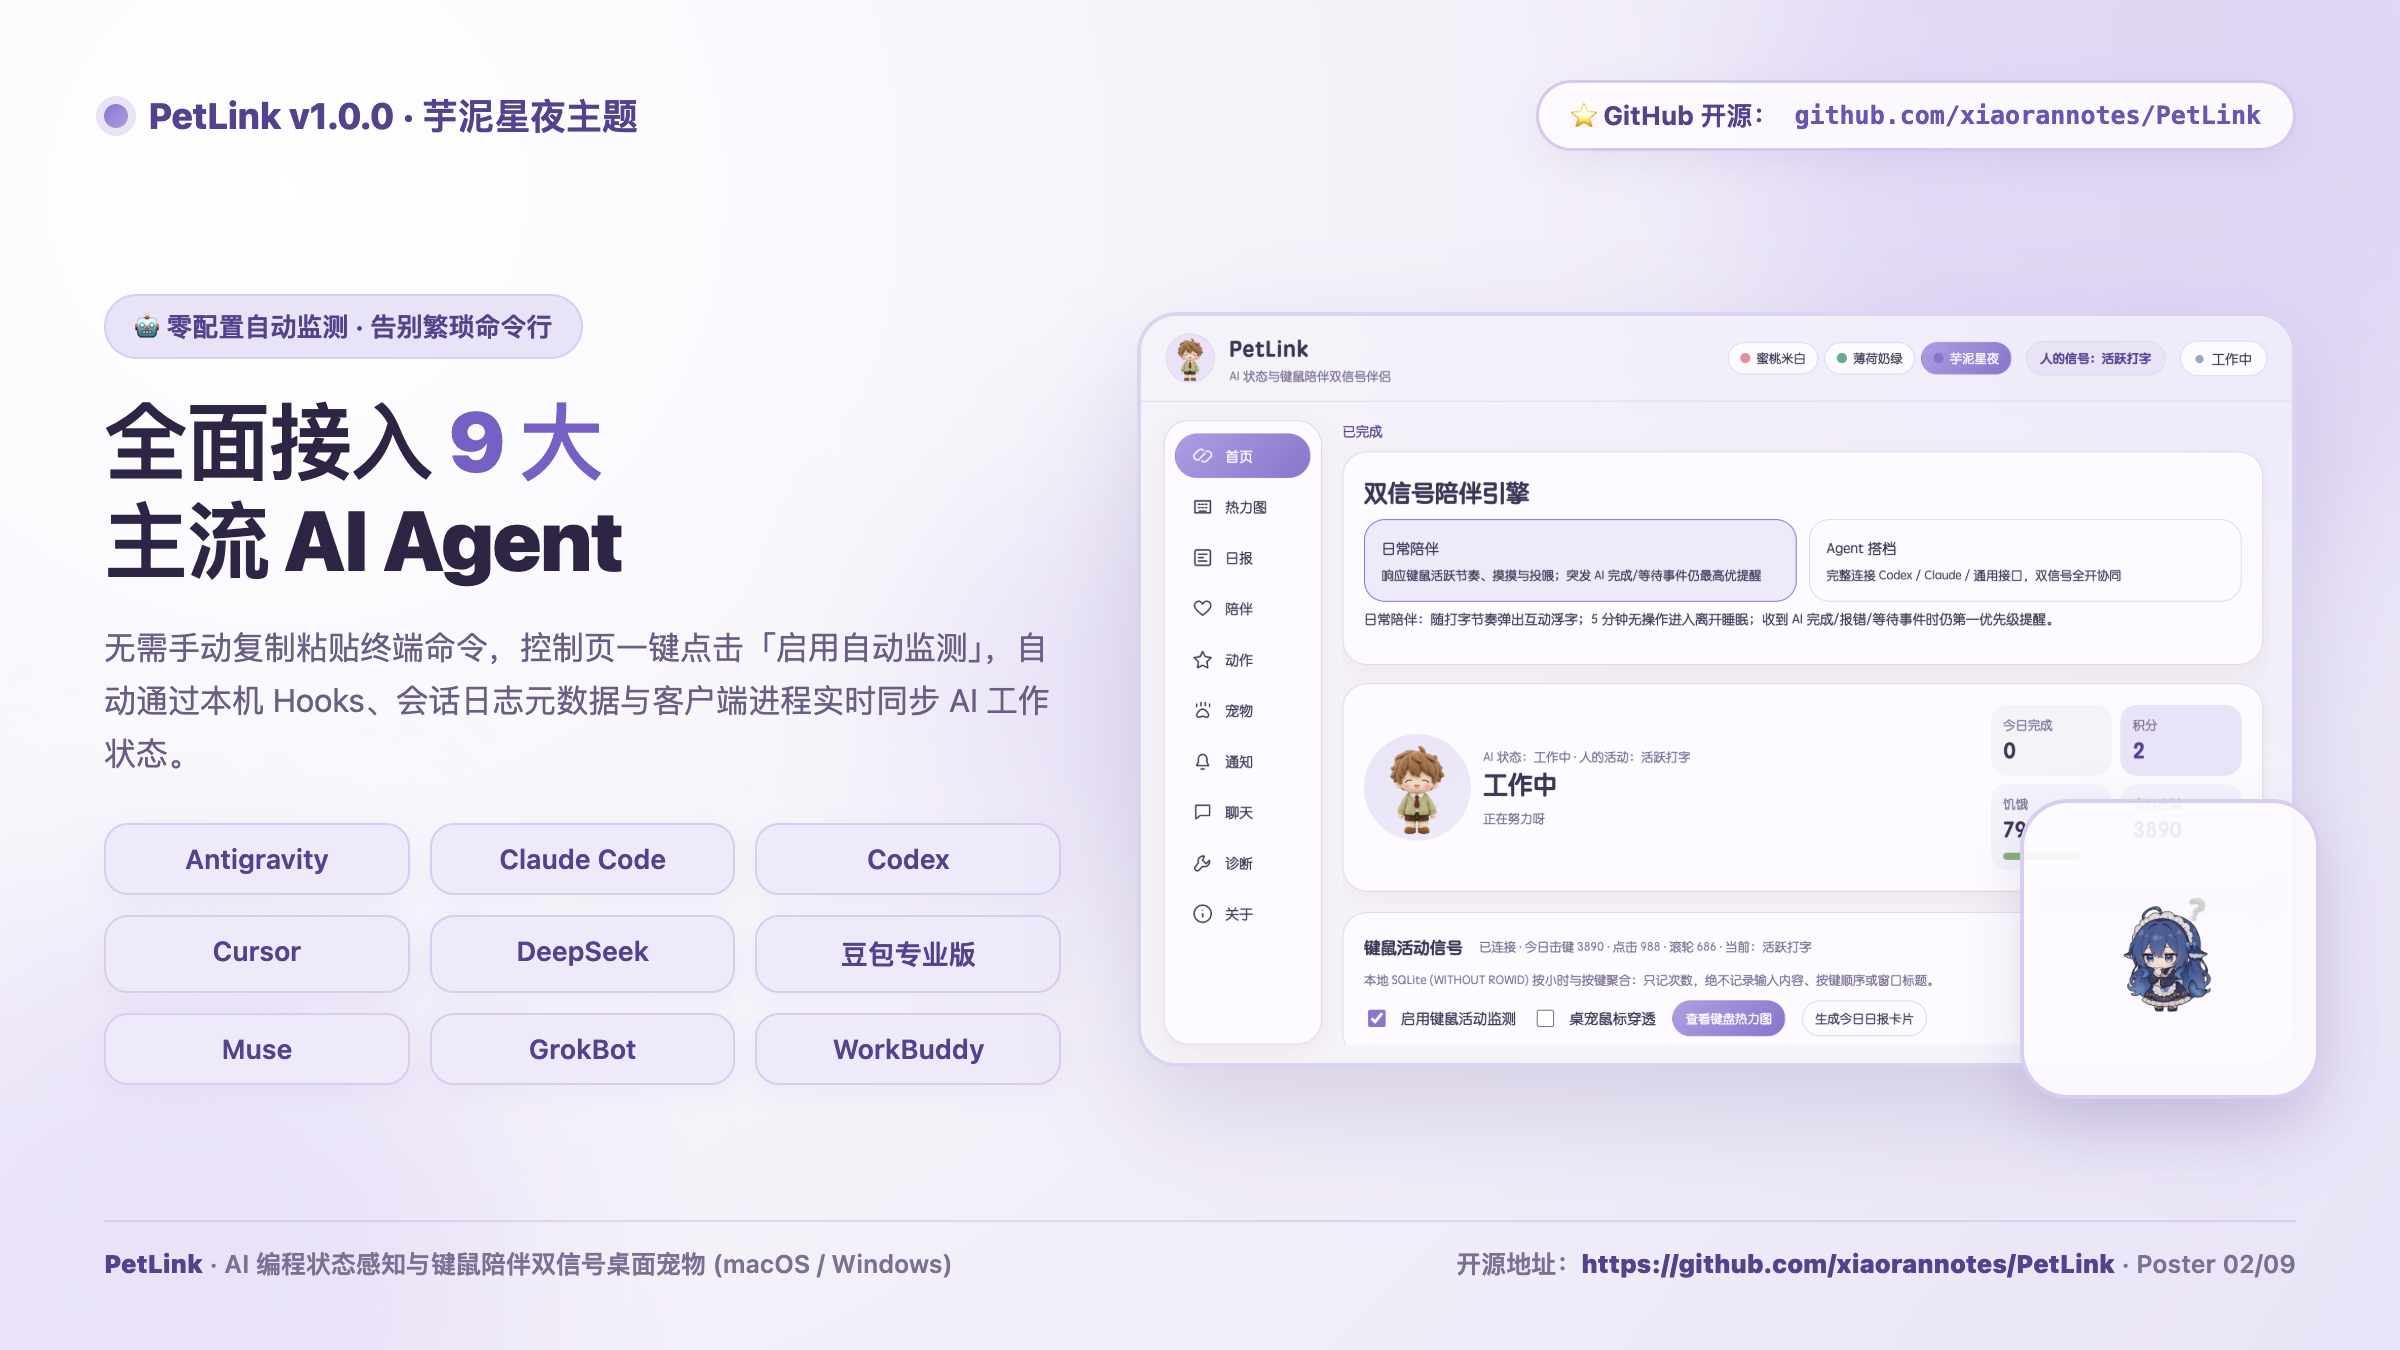 PetLink v1.0.0 · 芋泥星夜主题
⭐ GitHub 开源： github.com/xiaorannotes/PetLink
🤖 零配置自动监测 · 告别繁琐命令行
全面接入 9 大
主流 AI Agent
无需手动复制粘贴终端命令，控制页一键点击「启用自动监测」，自
动通过本机 Hooks、会话日志元数据与客户端进程实时同步 AI 工作
状态。
Antigravity
Claude Code
Codex
Cursor
DeepSeek
豆包专业版
Muse
GrokBot
WorkBuddy
PetLink
AI 状态与键鼠陪伴双信号伴侣
蜜桃米白
薄荷奶绿
芋泥星夜
人的信号：活跃打字
工作中
首页
热力图
日报
陪伴
动作
宠物
通知
聊天
诊断
关于
已完成
双信号陪伴引擎
日常陪伴
响应键鼠活跃节奏、摸摸与投喂；突发 AI 完成/等待事件仍最高优提醒
Agent 搭档
完整连接 Codex / Claude / 通用接口，双信号全开协同
日常陪伴：随打字节奏弹出互动浮字；5 分钟无操作进入离开睡眠；收到 AI 完成/报错/等待事件时仍第一优先级提醒。
AI 状态：工作中 · 人的活动：活跃打字
工作中
正在努力呀
今日完成
0
积分
2
饥饿
79
今日击键
3890
键鼠活动信号
已连接 · 今日击键 3890 · 点击 988 · 滚轮 686 · 当前：活跃打字
本地 SQLite (WITHOUT ROWID) 按小时与按键聚合：只记次数，绝不记录输入内容、按键顺序或窗口标题。
启用键鼠活动监测
桌宠鼠标穿透
查看键盘热力图
生成今日日报卡片
?
PetLink · AI 编程状态感知与键鼠陪伴双信号桌面宠物 (macOS / Windows)
开源地址：https://github.com/xiaorannotes/PetLink · Poster 02/09